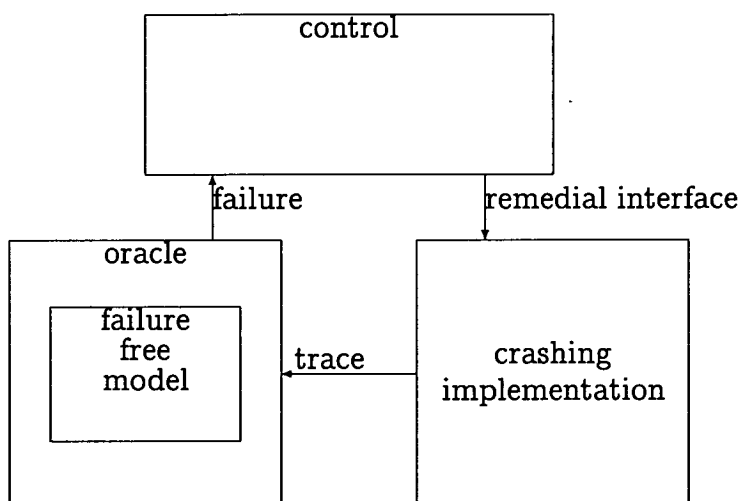 control
failure
remedial interface
oracle
failure
free
model
trace
crashing
implementation